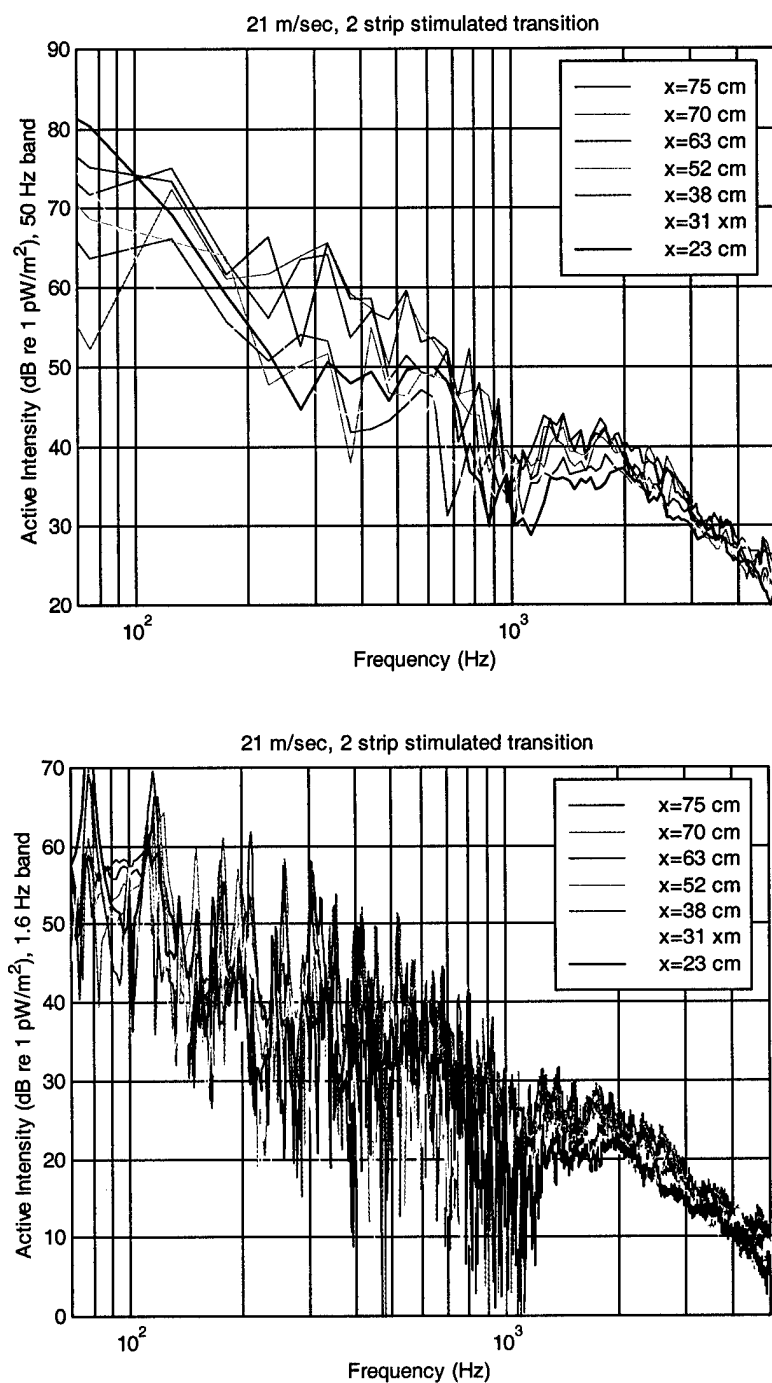 21 m/sec, 2 strip stimulated transition
Active Intensity (dB re 1 pW/m²), 50 Hz band
90
80
70
60
50
40
30
20
x=75 cm
x=70 cm
x=63 cm
x=52 cm
x=38 cm
x=31 xm
x=23 cm
10²
10³
Frequency (Hz)
21 m/sec, 2 strip stimulated transition
Active Intensity (dB re 1 pW/m²), 1.6 Hz band
70
60
50
40
30
20
10
0
x=75 cm
x=70 cm
x=63 cm
x=52 cm
x=38 cm
x=31 xm
x=23 cm
10²
10³
Frequency (Hz)